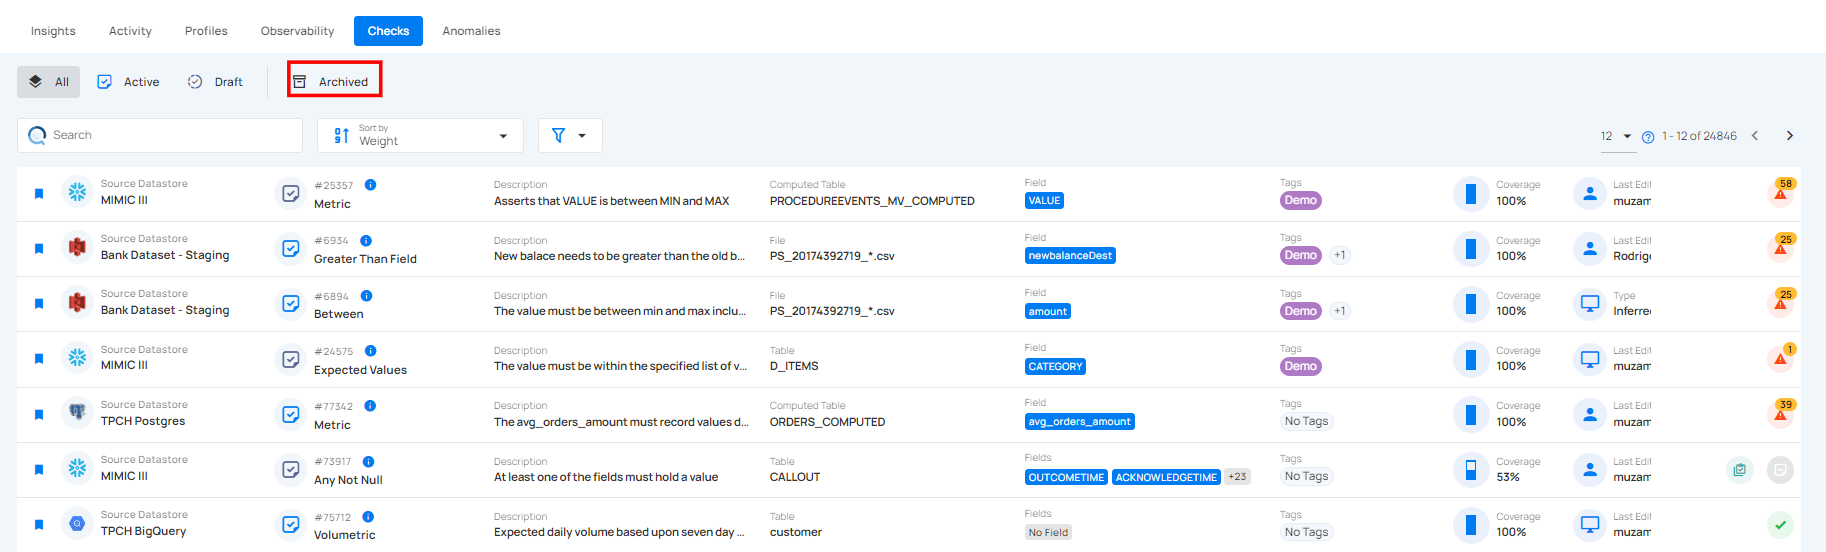 Insights Activity Profiles Observability Checks Anomalies
All Active Draft Archived
Search Sort by Weight 12 1 - 12 of 24846
Source Datastore #25357 Description Computed Table Field Tags Coverage Last Edit 58
MIMIC III Metric Asserts that VALUE is between MIN and MAX PROCEDUREEVENTS_MV_COMPUTED VALUE Demo 100% muzam
Source Datastore #6934 Description File Field Tags Coverage Last Edit 25
Bank Dataset - Staging Greater Than Field New balace needs to be greater than the old b... PS_20174392719_*.csv newbalanceDest Demo +1 100% Rodrigo
Source Datastore #6894 Description File Field Tags Coverage Type 25
Bank Dataset - Staging Between The value must be between min and max inclu... PS_20174392719_*.csv amount Demo +1 100% Inferre
Source Datastore #24575 Description Table Field Tags Coverage Last Edit 1
MIMIC III Expected Values The value must be within the specified list of v... D_ITEMS CATEGORY Demo 100% muzam
Source Datastore #77342 Description Computed Table Field Tags Coverage Last Edit 39
TPCH Postgres Metric The avg_orders_amount must record values d... ORDERS_COMPUTED avg_orders_amount No Tags 100% muzam
Source Datastore #73917 Description Table Fields Tags Coverage Last Edit
MIMIC III Any Not Null At least one of the fields must hold a value CALLOUT OUTCOMETIME ACKNOWLEDGETIME +23 No Tags 53% muzam
Source Datastore #75712 Description Table Fields Tags Coverage Last Edit
TPCH BigQuery Volumetric Expected daily volume based upon seven day ... customer No Field No Tags 100% muzam